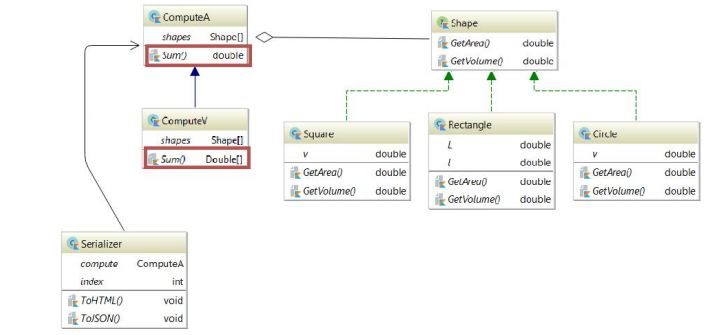 ComputeA
shapes Shape[]
Sum() double
Shape
GetArea() double
GetVolume() double
ComputeV
shapes Shape[]
Sum() Double[]
Square
v double
GetArea() double
GetVolume() double
Rectangle
L double
l double
GetArea() double
GetVolume() double
Circle
v double
GetArea() double
GetVolume() double
Serializer
compute ComputeA
index int
ToHTML() void
ToJSON() void